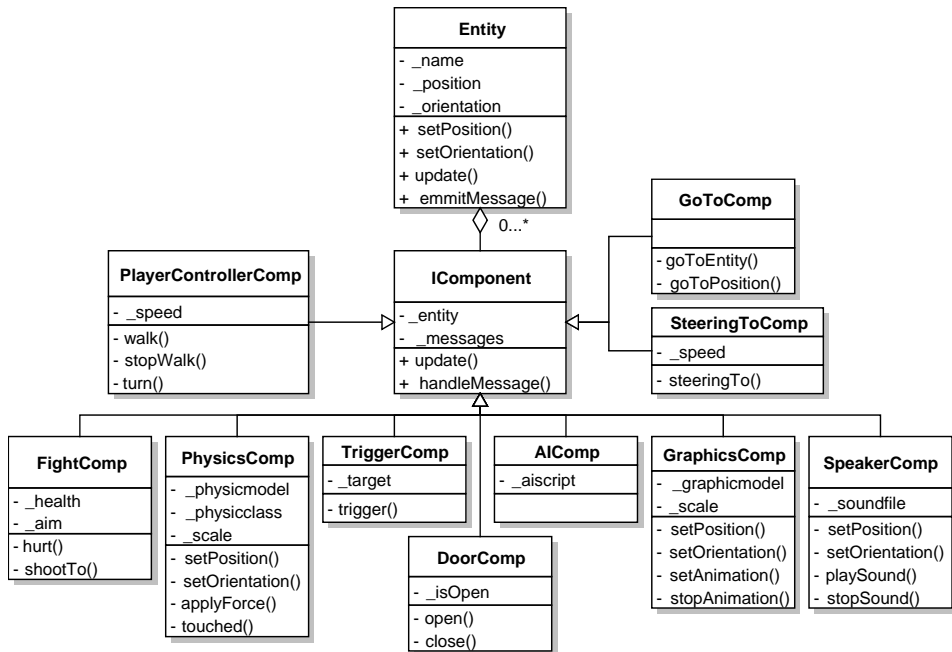 Entity
- _name
- _position
- _orientation
+ setPosition()
+ setOrientation()
+ update()
+ emmitMessage()
0...*
PlayerControllerComp
- _speed
- walk()
- stopWalk()
- turn()
IComponent
- _entity
- _messages
+ update()
+ handleMessage()
GoToComp
- goToEntity()
- goToPosition()
SteeringToComp
- _speed
- steeringTo()
FightComp
- _health
- _aim
- hurt()
- shootTo()
PhysicsComp
- _physicmodel
- _physicclass
- _scale
- setPosition()
- setOrientation()
- applyForce()
- touched()
TriggerComp
- _target
- trigger()
DoorComp
- _isOpen
- open()
- close()
AIComp
- _aiscript
GraphicsComp
- _graphicmodel
- _scale
- setPosition()
- setOrientation()
- setAnimation()
- stopAnimation()
SpeakerComp
- _soundfile
- setPosition()
- setOrientation()
- playSound()
- stopSound()